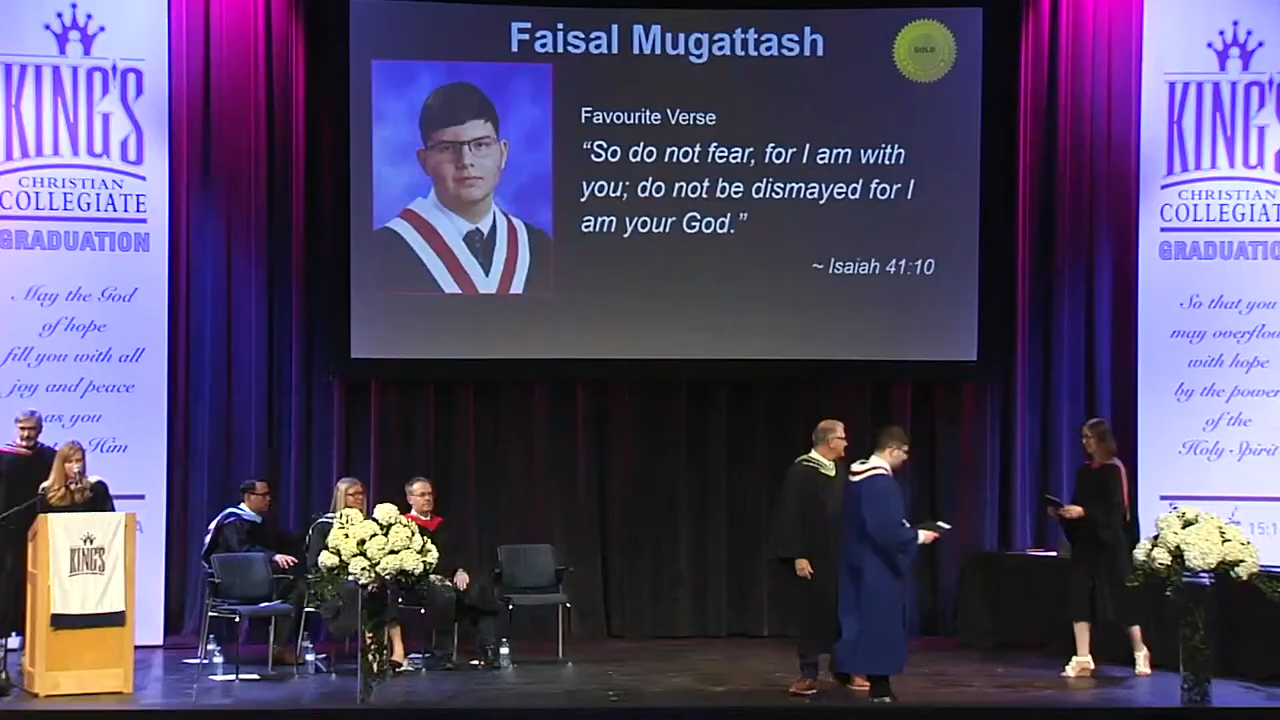 Faisal Mugattash
GOLD
Favourite Verse
“So do not fear, for I am with
you; do not be dismayed for I
am your God.”
~ Isaiah 41:10
KING'S
CHRISTIAN
COLLEGIATE
GRADUATION
May the God
of hope
fill you with all
joy and peace
as you
Him
KING'S
KING'S
CHRISTIAN
COLLEGIAT
GRADUATIO
So that you
may overflow
with hope
by the power
of the
Holy Spirit
15:1